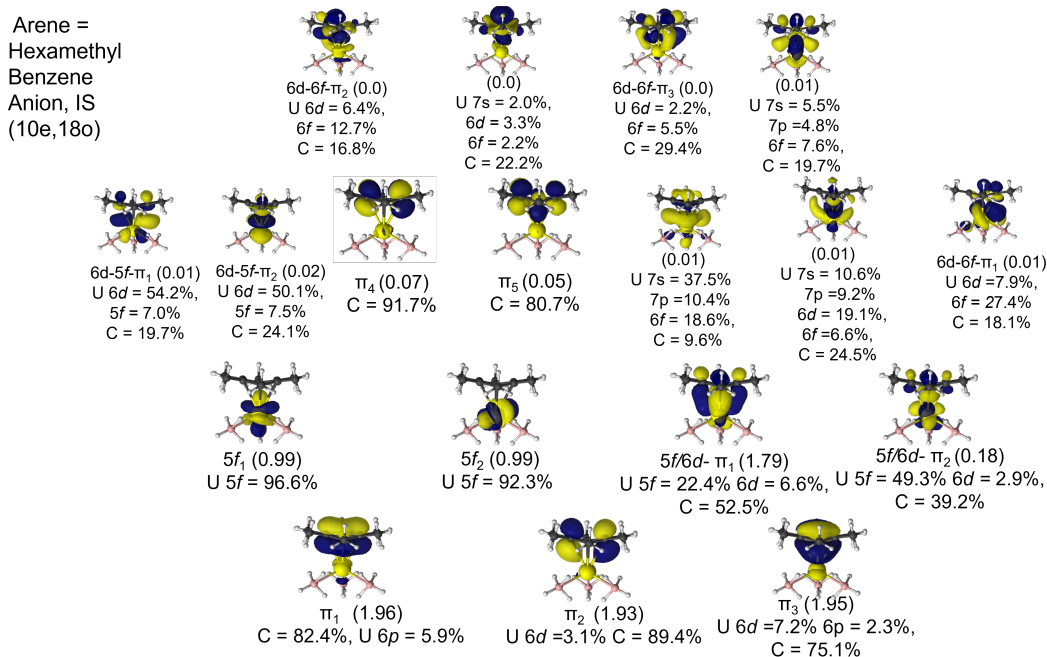 Arene =
Hexamethyl
Benzene
Anion, IS
(10e,18o)
6d-6f-π₂ (0.0)
U 6d = 6.4%,
6f = 12.7%
C = 16.8%
(0.0)
U 7s = 2.0%,
6d = 3.3%
6f = 2.2%
C = 22.2%
6d-6f-π₃ (0.0)
U 6d = 2.2%,
6f = 5.5%
C = 29.4%
(0.01)
U 7s = 5.5%
7p =4.8%
6f = 7.6%,
C = 19.7%
6d-5f-π₁ (0.01)
U 6d = 54.2%,
5f = 7.0%
C = 19.7%
6d-5f-π₂ (0.02)
U 6d = 50.1%,
5f = 7.5%
C = 24.1%
π₄ (0.07)
C = 91.7%
π₅ (0.05)
C = 80.7%
(0.01)
U 7s = 37.5%
7p =10.4%
6f = 18.6%,
C = 9.6%
(0.01)
U 7s = 10.6%
7p =9.2%
6d = 19.1%,
6f=6.6%,
C = 24.5%
6d-6f-π₁ (0.01)
U 6d =7.9%,
6f = 27.4%
C = 18.1%
5f₁ (0.99)
U 5f = 96.6%
5f₂ (0.99)
U 5f = 92.3%
5f/6d- π₁ (1.79)
U 5f = 22.4% 6d = 6.6%,
C = 52.5%
5f/6d- π₂ (0.18)
U 5f = 49.3% 6d = 2.9%,
C = 39.2%
π₁ (1.96)
C = 82.4%, U 6p = 5.9%
π₂ (1.93)
U 6d =3.1% C = 89.4%
π₃ (1.95)
U 6d =7.2% 6p = 2.3%,
C = 75.1%